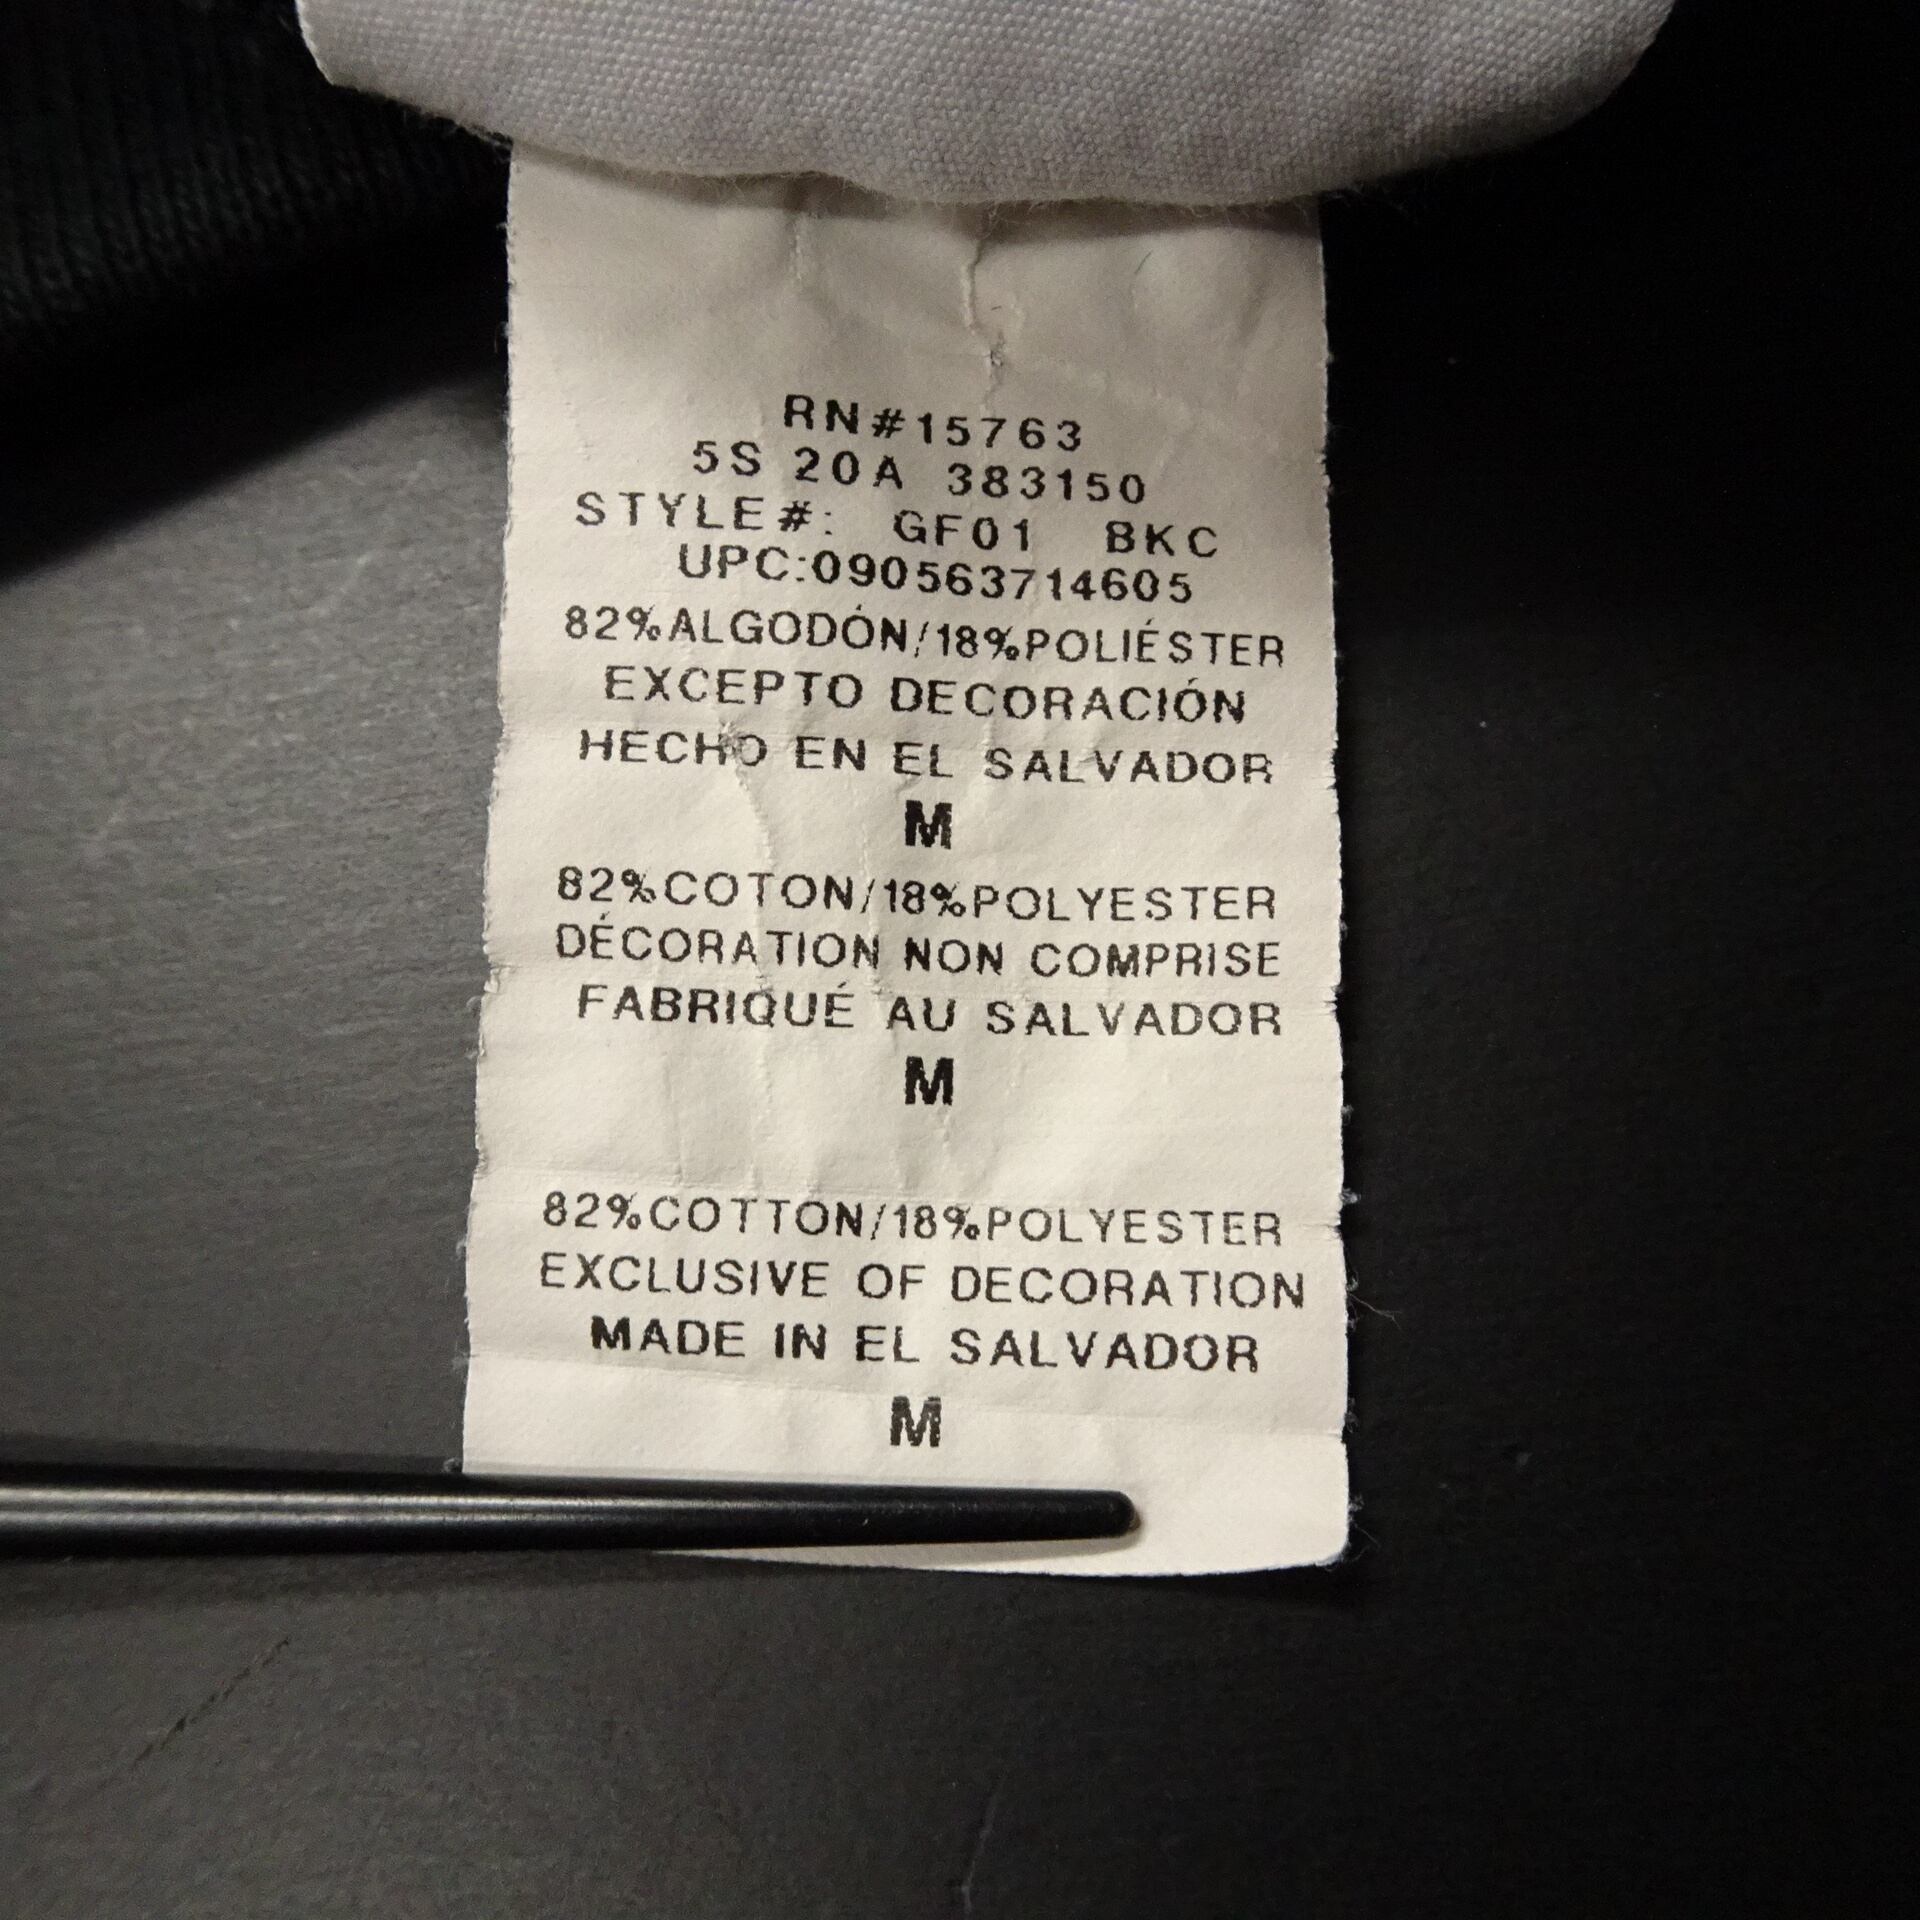 RN#15763
5S 20A 383150
STYLE#: GF01 BKC
UPC:090563714605
82%ALGODÓN/18%POLIÉSTER
EXCEPTO DECORACIÓN
HECHO EN EL SALVADOR
M
82%COTON/18%POLYESTER
DÉCORATION NON COMPRISE
FABRIQUÉ AU SALVADOR
M
82%COTTON/18%POLYESTER
EXCLUSIVE OF DECORATION
MADE IN EL SALVADOR
M